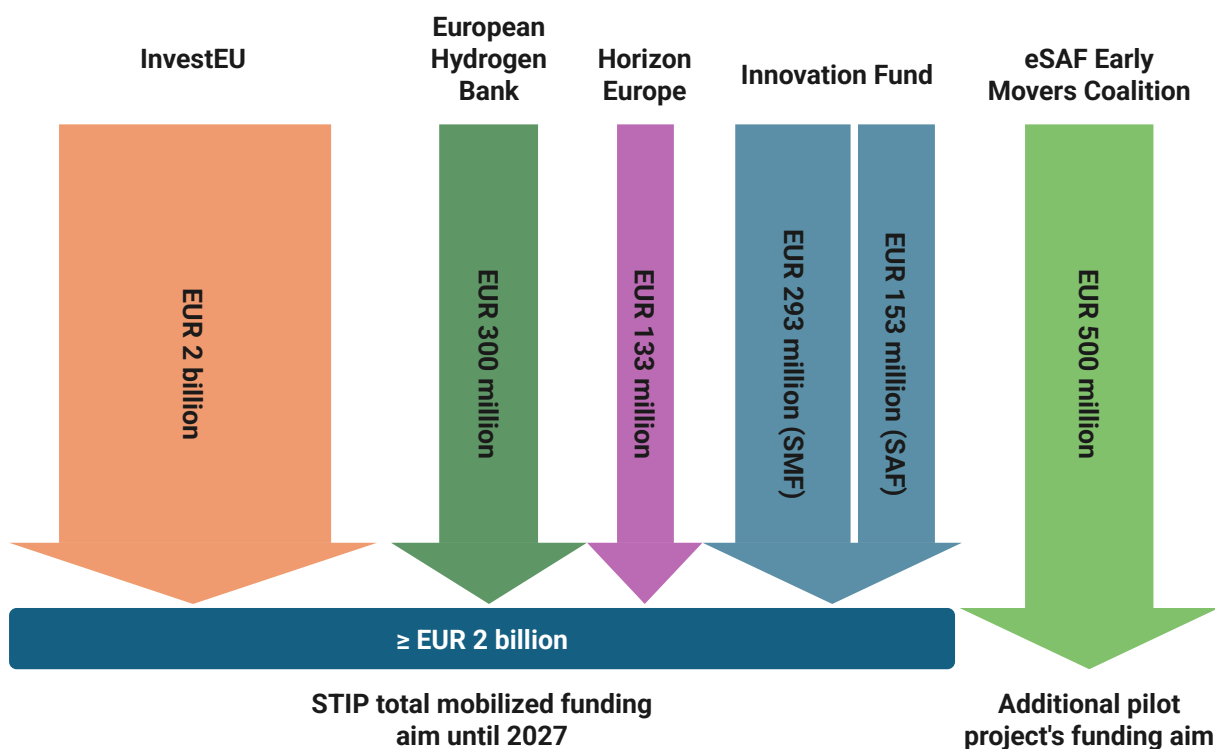 InvestEU
European
Hydrogen
Bank
Horizon
Europe
Innovation Fund
eSAF Early
Movers Coalition
EUR 2 billion
EUR 300 million
EUR 133 million
EUR 293 million (SMF)
EUR 153 million (SAF)
EUR 500 million
≥ EUR 2 billion
STIP total mobilized funding
aim until 2027
Additional pilot
project's funding aim